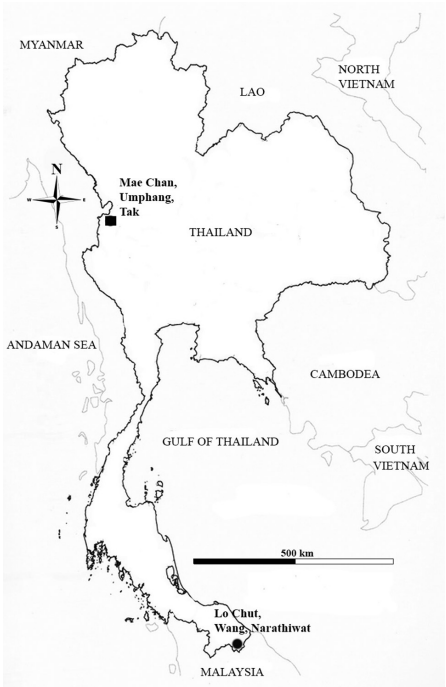 MYANMAR
NORTH
VIETNAM
LAO
N
W E
S
Mae Chan,
Umphang,
Tak
THAILAND
ANDAMAN SEA
CAMBODEA
GULF OF THAILAND
SOUTH
VIETNAM
500 km
Lo Chut,
Wang, Narathiwat
MALAYSIA